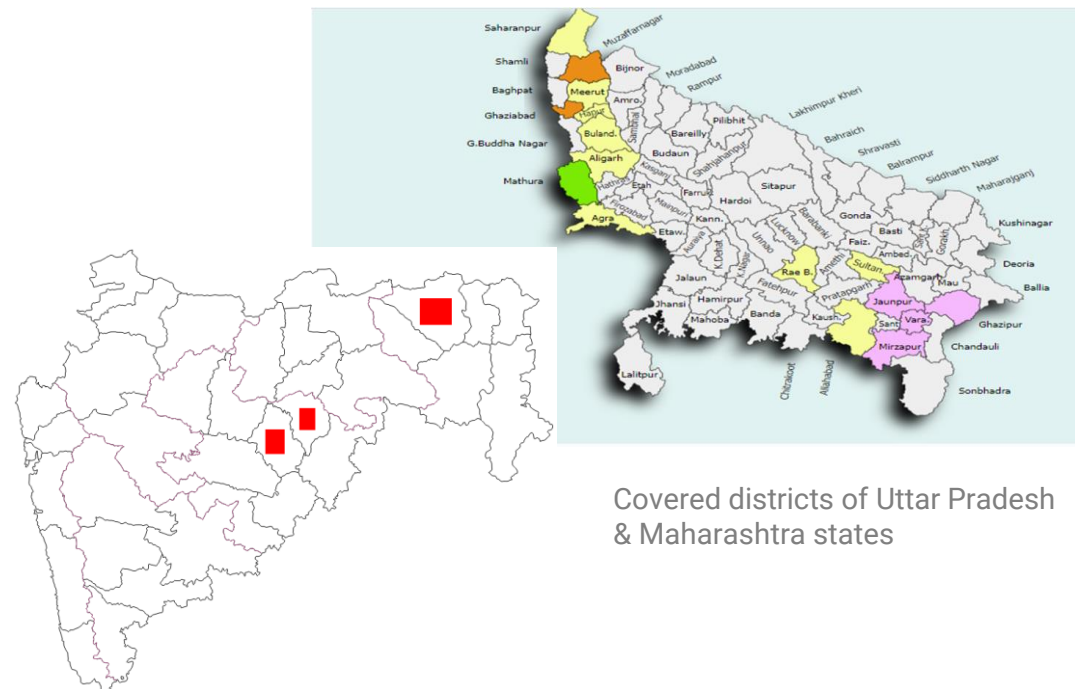 Saharanpur
Muzaffarnagar
Shamli
Bijnor
Moradabad
Rampur
Baghpat
Meerut
Amro.
Lakhimpur Kheri
Ghaziabad
Hapur
Sambhal
Pilibhit
Bahraich
Buland.
Bareilly
Shravasti
G.Buddha Nagar
Aligarh
Budaun
Shahjahanpur
Balrampur
Kasganj
Siddharth Nagar
Mathura
Hathras
Etah
Farruk
Sitapur
Maharajganj
Firozabad
Mainpuri
Hardoi
Agra
Kann.
Gonda
Kushinagar
Etaw.
Auraiya
K.Dehat
K.Nagar
Unnao
Lucknow
Barabanki
Faiz.
Basti
Sant K.
Gorakh.
Ambed.
Deoria
Jalaun
Rae B.
Amethi
Sultan.
Azamgarh
Mau
Ballia
Fatehpur
Pratapgarh
Jhansi
Hamirpur
Jaunpur
Mahoba
Banda
Kaush.
Sant
Vara.
Ghazipur
Mirzapur
Chandauli
Lalitpur
Chitrakoot
Allahabad
Sonbhadra
Covered districts of Uttar Pradesh
& Maharashtra states